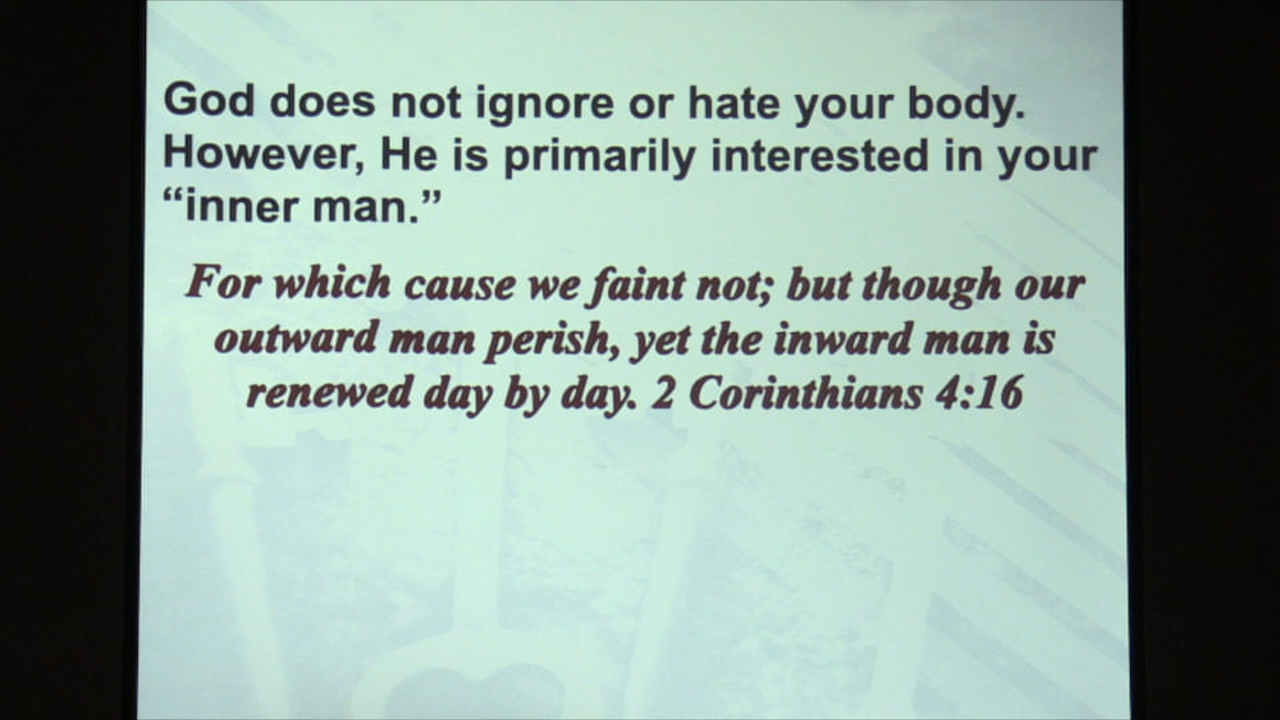 God does not ignore or hate your body.
However, He is primarily interested in your
“inner man.”
For which cause we faint not; but though our
outward man perish, yet the inward man is
renewed day by day. 2 Corinthians 4:16